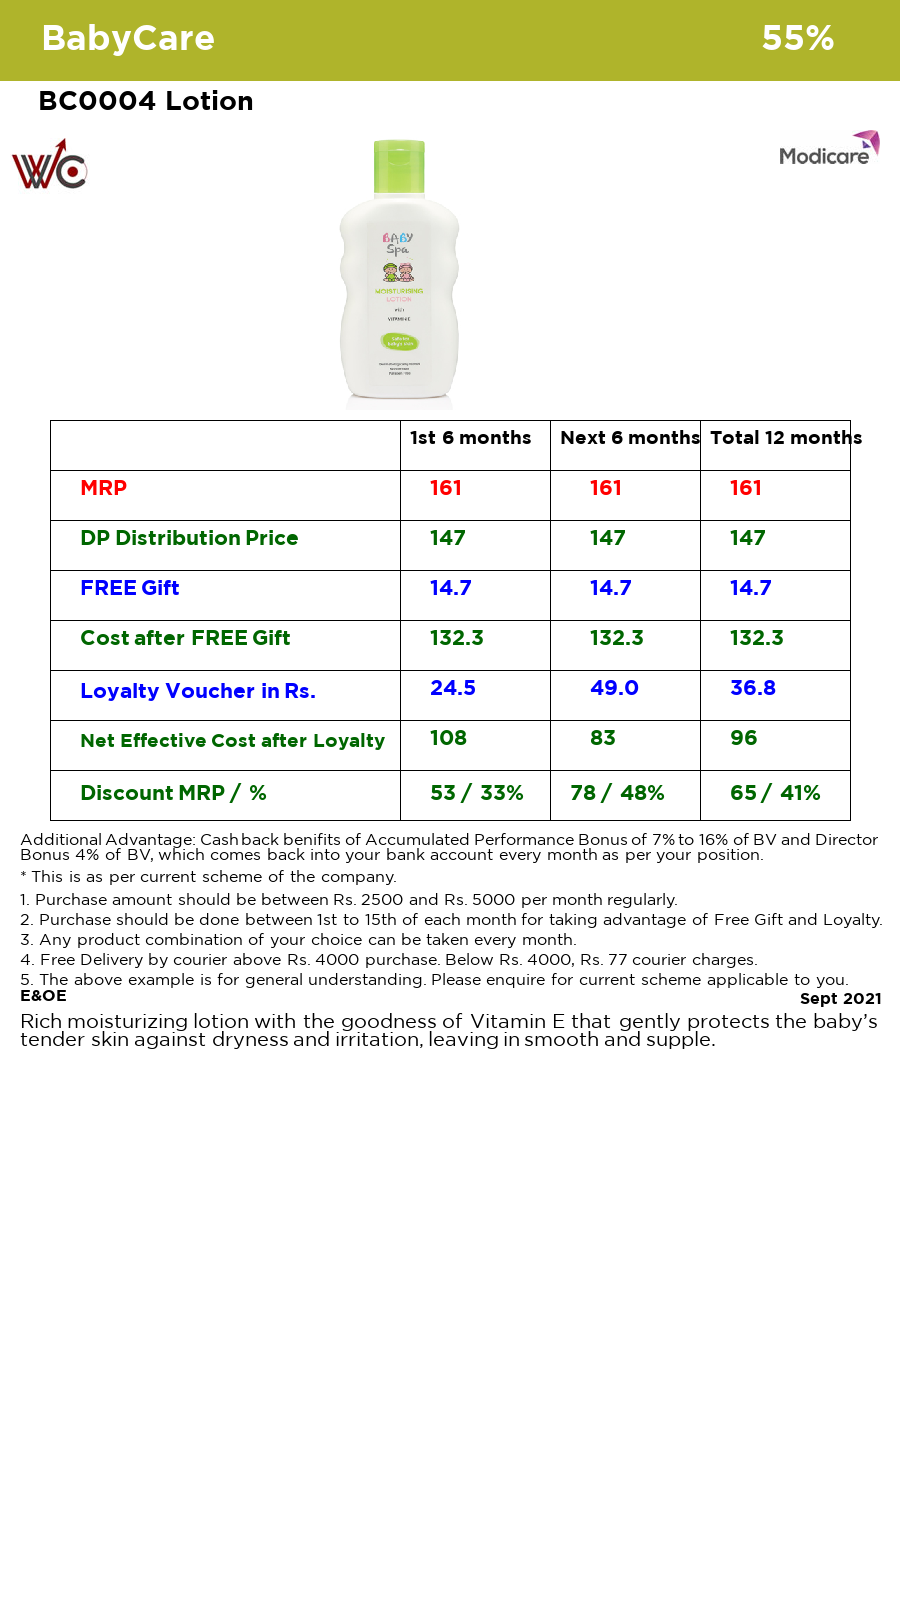 BabyCare 55%
BC0004 Lotion
WC
Modicare
BABY
Spa
MOISTURISING
LOTION
WITH
VITAMIN E
1st 6 months Next 6 months Total 12 months
MRP 161 161 161
DP Distribution Price 147 147 147
FREE Gift 14.7 14.7 14.7
Cost after FREE Gift 132.3 132.3 132.3
Loyalty Voucher in Rs. 24.5 49.0 36.8
Net Effective Cost after Loyalty 108 83 96
Discount MRP / % 53 / 33% 78 / 48% 65 / 41%
Additional Advantage: Cashback benifits of Accumulated Performance Bonus of 7% to 16% of BV and Director
Bonus 4% of BV, which comes back into your bank account every month as per your position.
* This is as per current scheme of the company.
1. Purchase amount should be between Rs. 2500 and Rs. 5000 per month regularly.
2. Purchase should be done between 1st to 15th of each month for taking advantage of Free Gift and Loyalty.
3. Any product combination of your choice can be taken every month.
4. Free Delivery by courier above Rs. 4000 purchase. Below Rs. 4000, Rs. 77 courier charges.
5. The above example is for general understanding. Please enquire for current scheme applicable to you.
E&OE Sept 2021
Rich moisturizing lotion with the goodness of Vitamin E that gently protects the baby's
tender skin against dryness and irritation, leaving in smooth and supple.